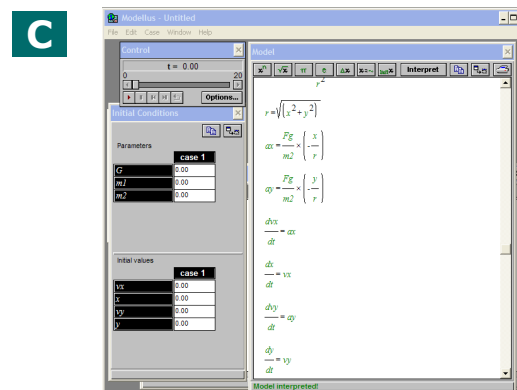 C
Modellus - Untitled
File Edit Case Window Help
Control
t = 0.00
0 20
Options...
Initial Conditions
Parameters
case 1
G 0.00
m1 0.00
m2 0.00
Initial values
case 1
vx 0.00
x 0.00
vy 0.00
y 0.00
Model
Interpret
r^2
r = √(x^2 + y^2)
ax = Fg/m2 × (- x/r)
ay = Fg/m2 × (- y/r)
dvx/dt = ax
dx/dt = vx
dvy/dt = ay
dy/dt = vy
Model interpreted!